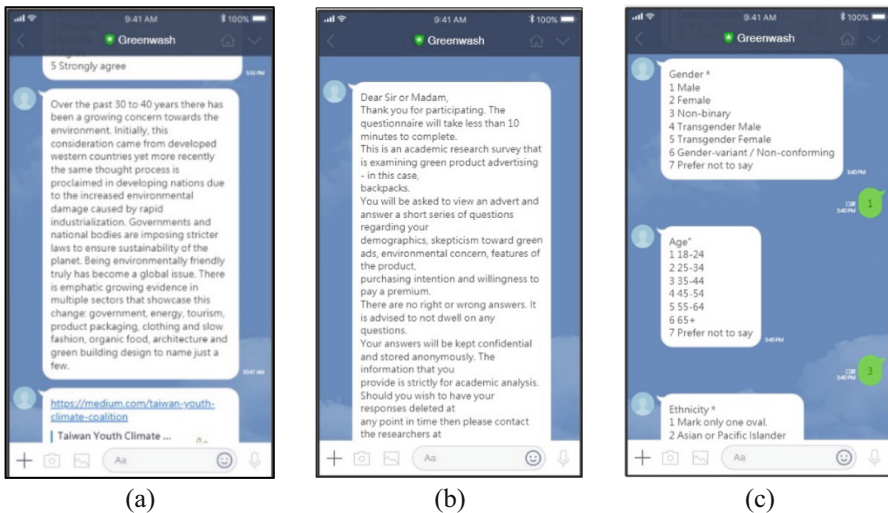 9:41 AM
100%
Greenwash
5 Strongly agree
Over the past 30 to 40 years there has
been a growing concern towards the
environment. Initially, this
consideration came from developed
western countries yet more recently
the same thought process is
proclaimed in developing nations due
to the increased environmental
damage caused by rapid
industrialization. Governments and
national bodies are imposing stricter
laws to ensure sustainability of the
planet. Being environmentally friendly
truly has become a global issue. There
is emphatic growing evidence in
multiple sectors that showcase this
change: government, energy, tourism,
product packaging, clothing and slow
fashion, organic food, architecture and
green building design to name just a
few.
10:47 AM
https://medium.com/taiwan-youth-
climate-coalition
Taiwan Youth Climate ...
Aa
(a)
9:41 AM
100%
Greenwash
Dear Sir or Madam,
Thank you for participating. The
questionnaire will take less than 10
minutes to complete.
This is an academic research survey that
is examining green product advertising
- in this case,
backpacks.
You will be asked to view an advert and
answer a short series of questions
regarding your
demographics, skepticism toward green
ads, environmental concern, features of
the product,
purchasing intention and willingness to
pay a premium.
There are no right or wrong answers. It
is advised to not dwell on any
questions.
Your answers will be kept confidential
and stored anonymously. The
information that you
provide is strictly for academic analysis.
Should you wish to have your
responses deleted at
any point in time then please contact
the researchers at
Aa
(b)
9:41 AM
100%
Greenwash
Gender *
1 Male
2 Female
3 Non-binary
4 Transgender Male
5 Transgender Female
6 Gender-variant / Non-conforming
7 Prefer not to say
3:40 PM
1
3:40 PM
Age"
1 18-24
2 25-34
3 35-44
4 45-54
5 55-64
6 65+
7 Prefer not to say
3:40 PM
3
3:40 PM
Ethnicity *
1 Mark only one oval.
2 Asian or Pacific Islander
Aa
(c)